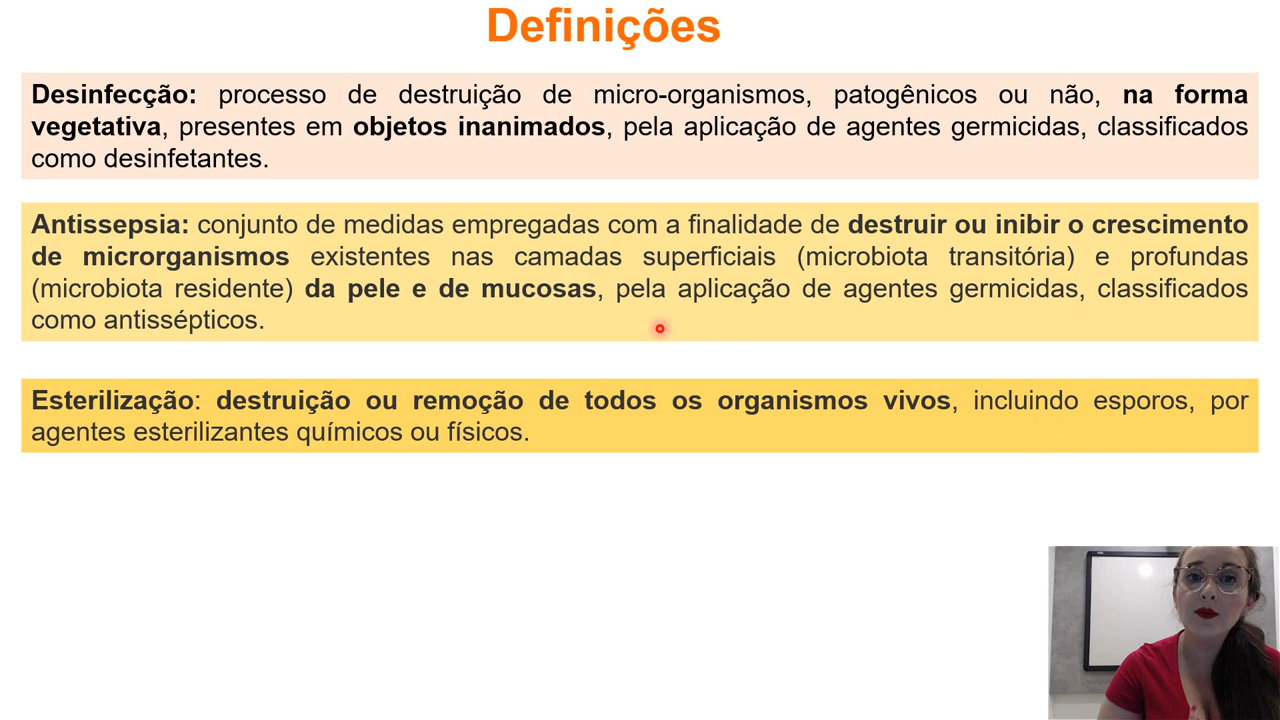 Definições
Desinfecção: processo de destruição de micro-organismos, patogênicos ou não, na forma
vegetativa, presentes em objetos inanimados, pela aplicação de agentes germicidas, classificados
como desinfetantes.
Antissepsia: conjunto de medidas empregadas com a finalidade de destruir ou inibir o crescimento
de microrganismos existentes nas camadas superficiais (microbiota transitória) e profundas
(microbiota residente) da pele e de mucosas, pela aplicação de agentes germicidas, classificados
como antissépticos.
Esterilização: destruição ou remoção de todos os organismos vivos, incluindo esporos, por
agentes esterilizantes químicos ou físicos.